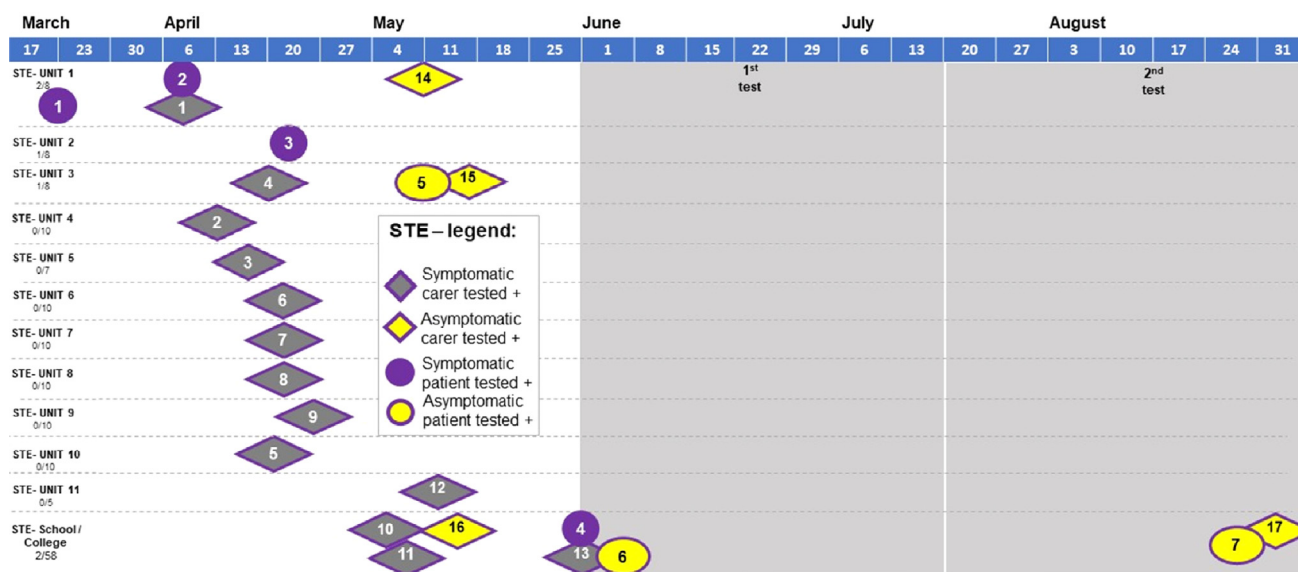 March April May June July August
17 23 30 6 13 20 27 4 11 18 25 1 8 15 22 29 6 13 20 27 3 10 17 24 31
STE- UNIT 1
2/8
2 14
1st
test
2nd
test
1 1
STE- UNIT 2
1/8
3
STE- UNIT 3
1/8
4 5 15
STE- UNIT 4
0/10
2
STE- UNIT 5
0/7
3
STE- UNIT 6
0/10
6
STE- UNIT 7
0/10
7
STE- UNIT 8
0/10
8
STE- UNIT 9
0/10
9
STE- UNIT 10
0/10
5
STE – legend:
Symptomatic
carer tested +
Asymptomatic
carer tested +
Symptomatic
patient tested +
Asymptomatic
patient tested +
STE- UNIT 11
0/5
12
STE- School /
College
2/58
10 16 4 17
11 13 6 7